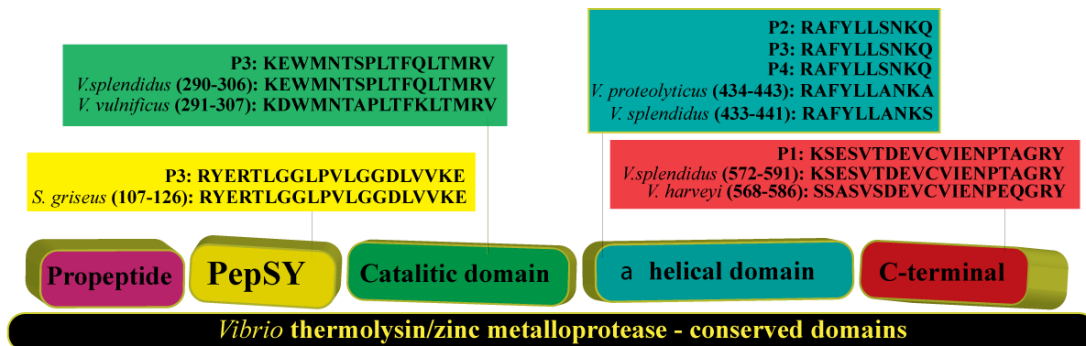 P3: KEWMNTSPLTFQLTMRV
V.splendidus (290-306): KEWMNTSPLTFQLTMRV
V. vulnificus (291-307): KDWMNTAPLTFKLTMRV
P2: RAFYLLSNKQ
P3: RAFYLLSNKQ
P4: RAFYLLSNKQ
V. proteolyticus (434-443): RAFYLLANKA
V. splendidus (433-441): RAFYLLANKS
P3: RYERTLGGLPVLGGDLVVKE
S. griseus (107-126): RYERTLGGLPVLGGDLVVKE
P1: KSESVTDEVCVIENPTAGRY
V.splendidus (572-591): KSESVTDEVCVIENPTAGRY
V. harveyi (568-586): SSASVSDEVCVIENPEQGRY
Propeptide
PepSY
Catalitic domain
a helical domain
C-terminal
Vibrio thermolysin/zinc metalloprotease - conserved domains